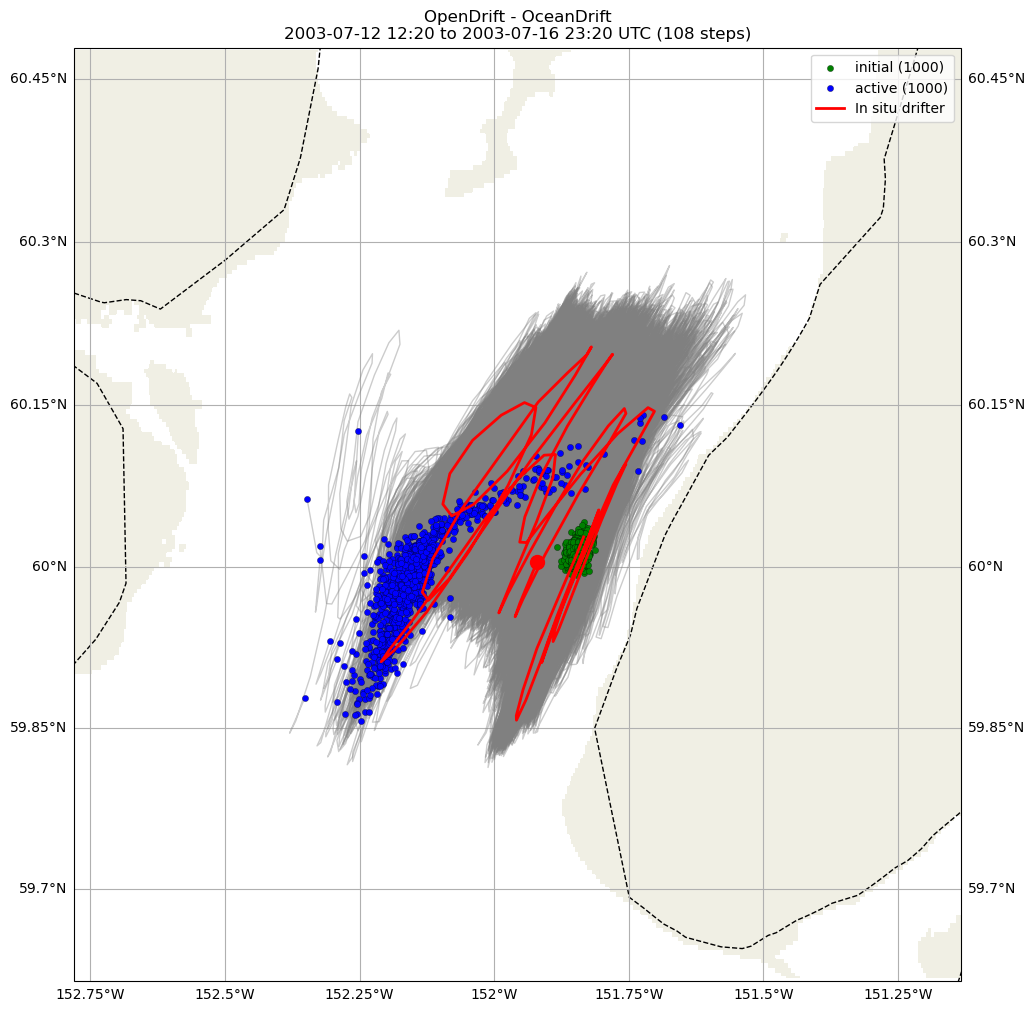 OpenDrift - OceanDrift
2003-07-12 12:20 to 2003-07-16 23:20 UTC (108 steps)
initial (1000)
active (1000)
In situ drifter
60.45°N
60.45°N
60.3°N
60.3°N
60.15°N
60.15°N
60°N
60°N
59.85°N
59.85°N
59.7°N
59.7°N
152.75°W 152.5°W 152.25°W 152°W 151.75°W 151.5°W 151.25°W